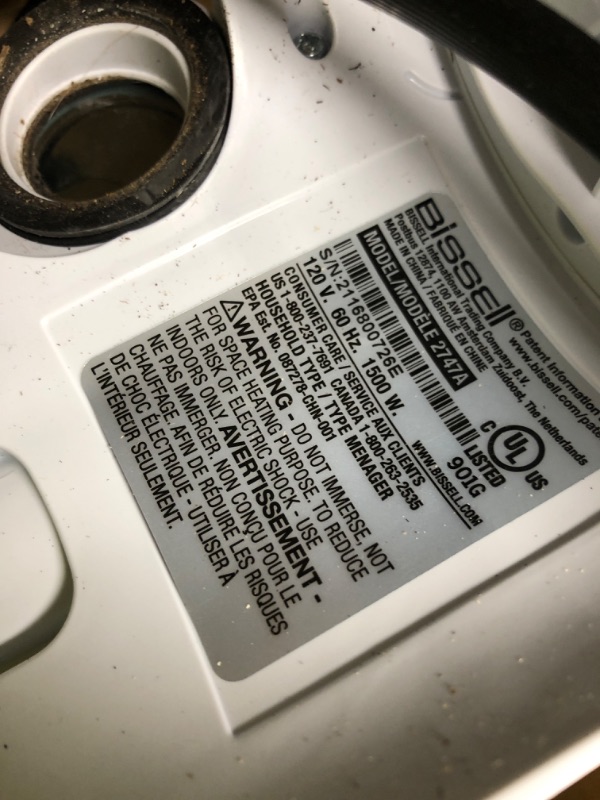 BISSELL ® Patent Information
BISSELL International Trading Company B.V. www.bissell.com/pate
Postbus 12874, 1100 AW Amsterdam Zuidoost, The Netherlands
MADE IN CHINA / FABRIQUÉ EN CHINE
MODEL/MODÈLE 2747A
C UL US
LISTED
901G
S/N-2116800726E
120 V. 60 Hz. 1500 W.
CONSUMER CARE / SERVICE AUX CLIENTS
US 1-800-237-7691 CANADA 1-800-263-2535
WWW.BISSELL.COM
HOUSEHOLD TYPE / TYPE MENAGER
EPA Est. No 087778-CHN-001
⚠WARNING - DO NOT IMMERSE, NOT
FOR SPACE HEATING PURPOSE. TO REDUCE
THE RISK OF ELECTRIC SHOCK - USE
INDOORS ONLY. AVERTISSEMENT -
NE PAS IMMERGER. NON CONÇU POUR LE
CHAUFFAGE. AFIN DE RÉDUIRE LES RISQUES
DE CHOC ÉLECTRIQUE - UTILISER À
L'INTÉRIEUR SEULEMENT.